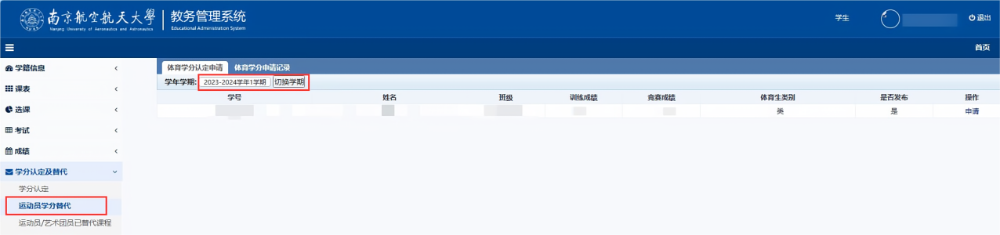 南京航空航天大學 教务管理系统
Nanjing University of Aeronautics and Astronautics Educational Administration System
学生 退出
首页
学籍信息
课表
选课
考试
成绩
学分认定及替代
学分认定
运动员学分替代
运动员/艺术团员已替代课程
体育学分认定申请 体育学分申请记录
学年学期: 2023-2024学年1学期 切换学期
学号 姓名 班级 训练成绩 竞赛成绩 体育生类别 是否发布 操作
类 是 申请